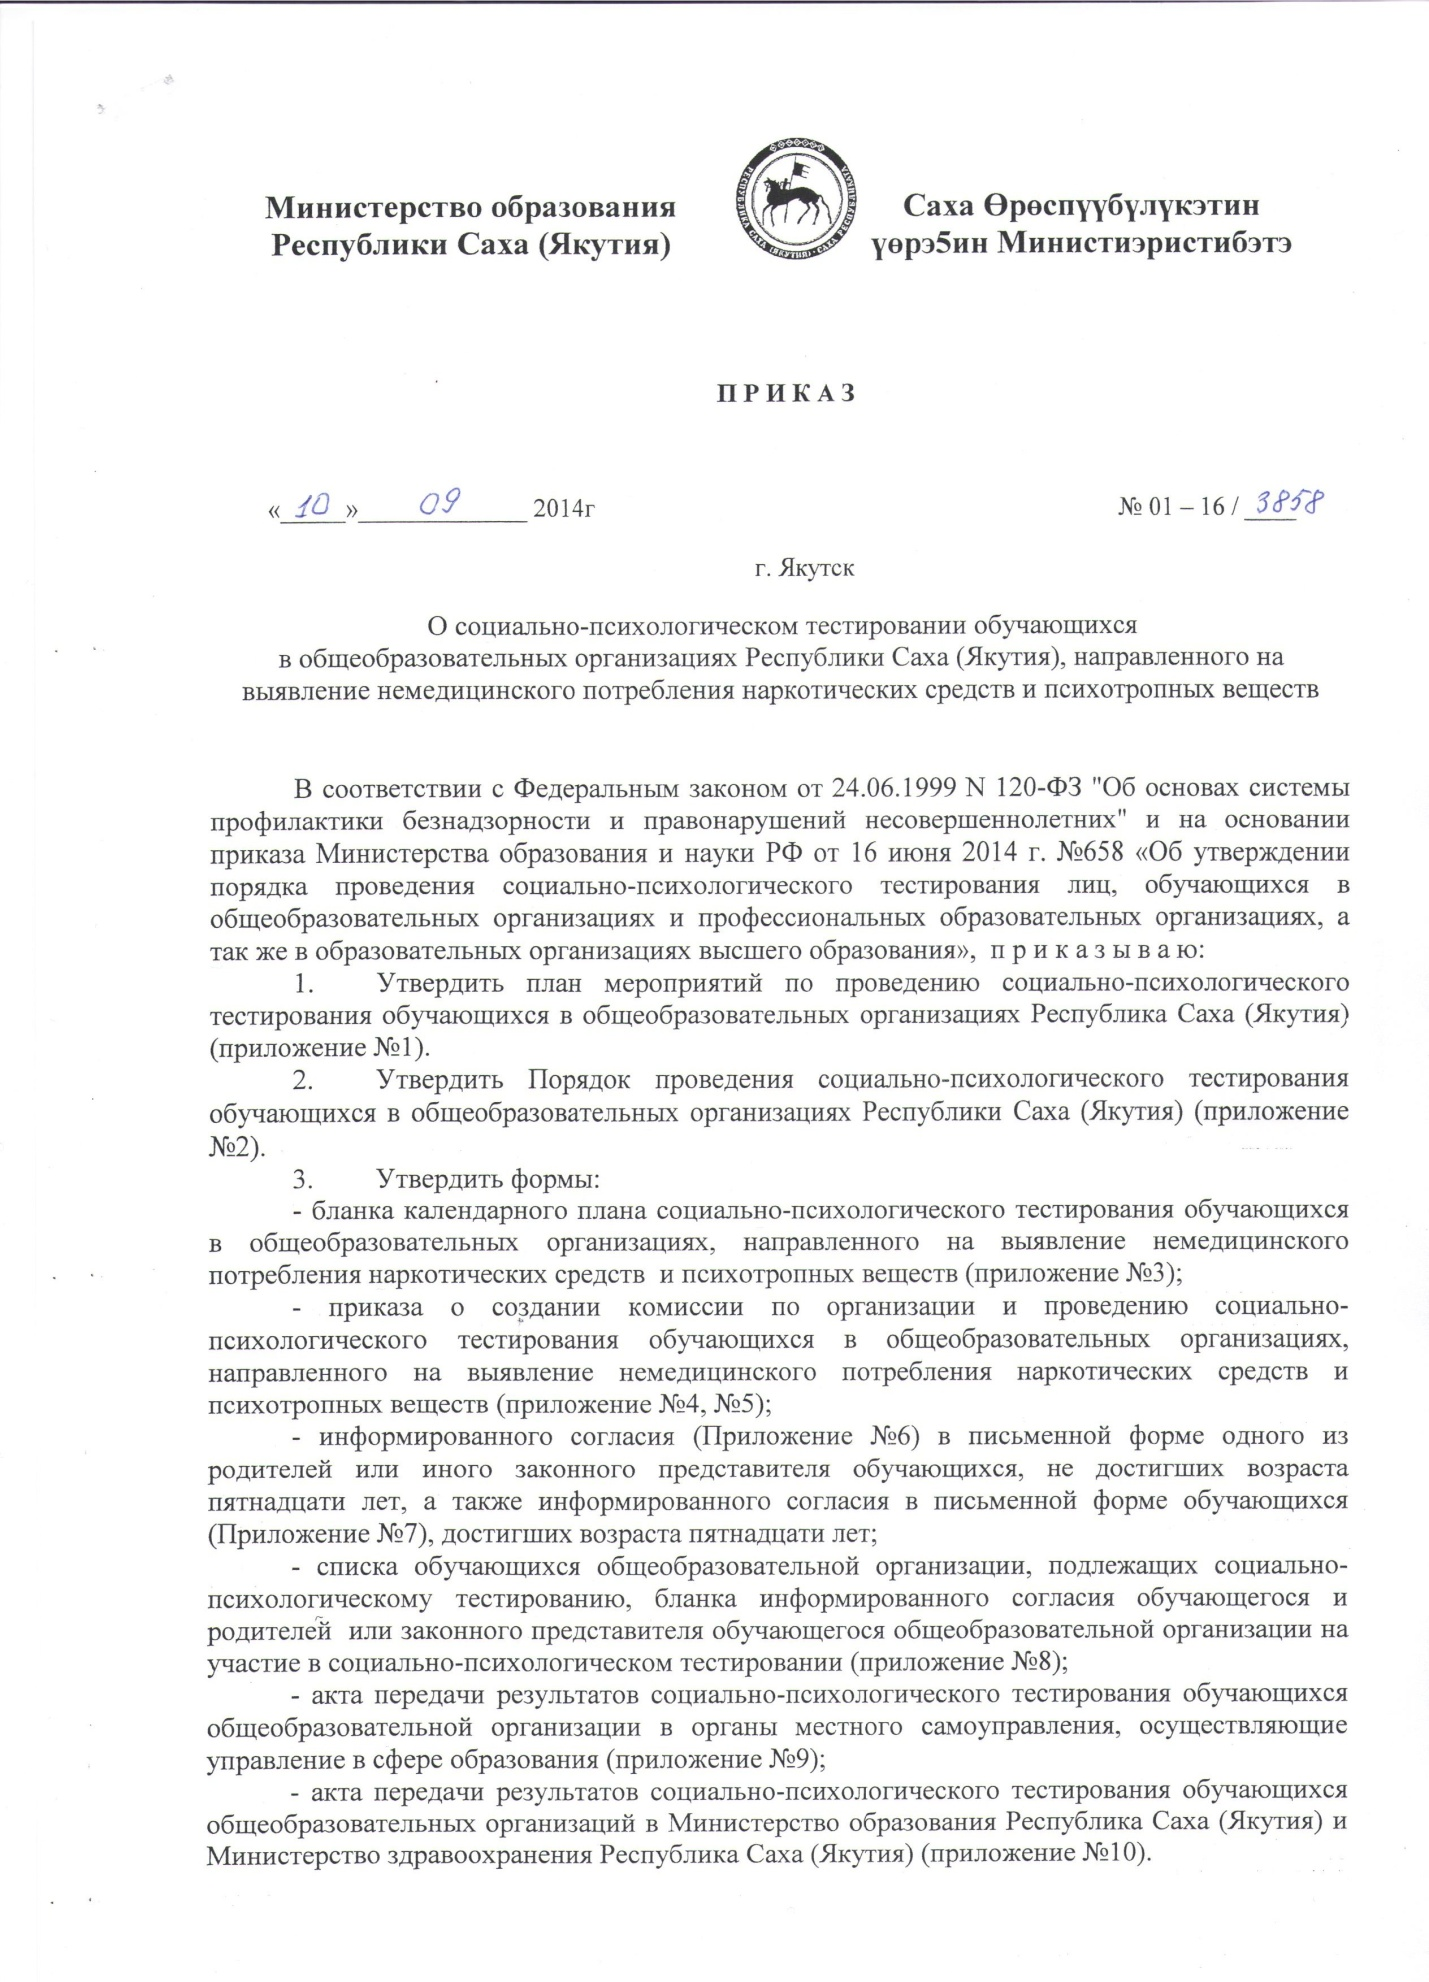 Министерство образования
Республики Саха (Якутия)
РЕСПУБЛИКА САХА (ЯКУТИЯ) · САХА РЕСПУБЛИКАТА
Саха Өрөспүүбүлүкэтин
үөрэ5ин Министиэристибэтэ
П Р И К А З
« 10 » 09 2014г
№ 01 – 16 / 3858
г. Якутск
О социально-психологическом тестировании обучающихся
в общеобразовательных организациях Республики Саха (Якутия), направленного на
выявление немедицинского потребления наркотических средств и психотропных веществ
В соответствии с Федеральным законом от 24.06.1999 N 120-ФЗ "Об основах системы
профилактики безнадзорности и правонарушений несовершеннолетних" и на основании
приказа Министерства образования и науки РФ от 16 июня 2014 г. №658 «Об утверждении
порядка проведения социально-психологического тестирования лиц, обучающихся в
общеобразовательных организациях и профессиональных образовательных организациях, а
так же в образовательных организациях высшего образования», п р и к а з ы в а ю:
1. Утвердить план мероприятий по проведению социально-психологического
тестирования обучающихся в общеобразовательных организациях Республика Саха (Якутия)
(приложение №1).
2. Утвердить Порядок проведения социально-психологического тестирования
обучающихся в общеобразовательных организациях Республики Саха (Якутия) (приложение
№2).
3. Утвердить формы:
- бланка календарного плана социально-психологического тестирования обучающихся
в общеобразовательных организациях, направленного на выявление немедицинского
потребления наркотических средств и психотропных веществ (приложение №3);
- приказа о создании комиссии по организации и проведению социально-
психологического тестирования обучающихся в общеобразовательных организациях,
направленного на выявление немедицинского потребления наркотических средств и
психотропных веществ (приложение №4, №5);
- информированного согласия (Приложение №6) в письменной форме одного из
родителей или иного законного представителя обучающихся, не достигших возраста
пятнадцати лет, а также информированного согласия в письменной форме обучающихся
(Приложение №7), достигших возраста пятнадцати лет;
- списка обучающихся общеобразовательной организации, подлежащих социально-
психологическому тестированию, бланка информированного согласия обучающегося и
родителей или законного представителя обучающегося общеобразовательной организации на
участие в социально-психологическом тестировании (приложение №8);
- акта передачи результатов социально-психологического тестирования обучающихся
общеобразовательной организации в органы местного самоуправления, осуществляющие
управление в сфере образования (приложение №9);
- акта передачи результатов социально-психологического тестирования обучающихся
общеобразовательных организаций в Министерство образования Республика Саха (Якутия) и
Министерство здравоохранения Республика Саха (Якутия) (приложение №10).